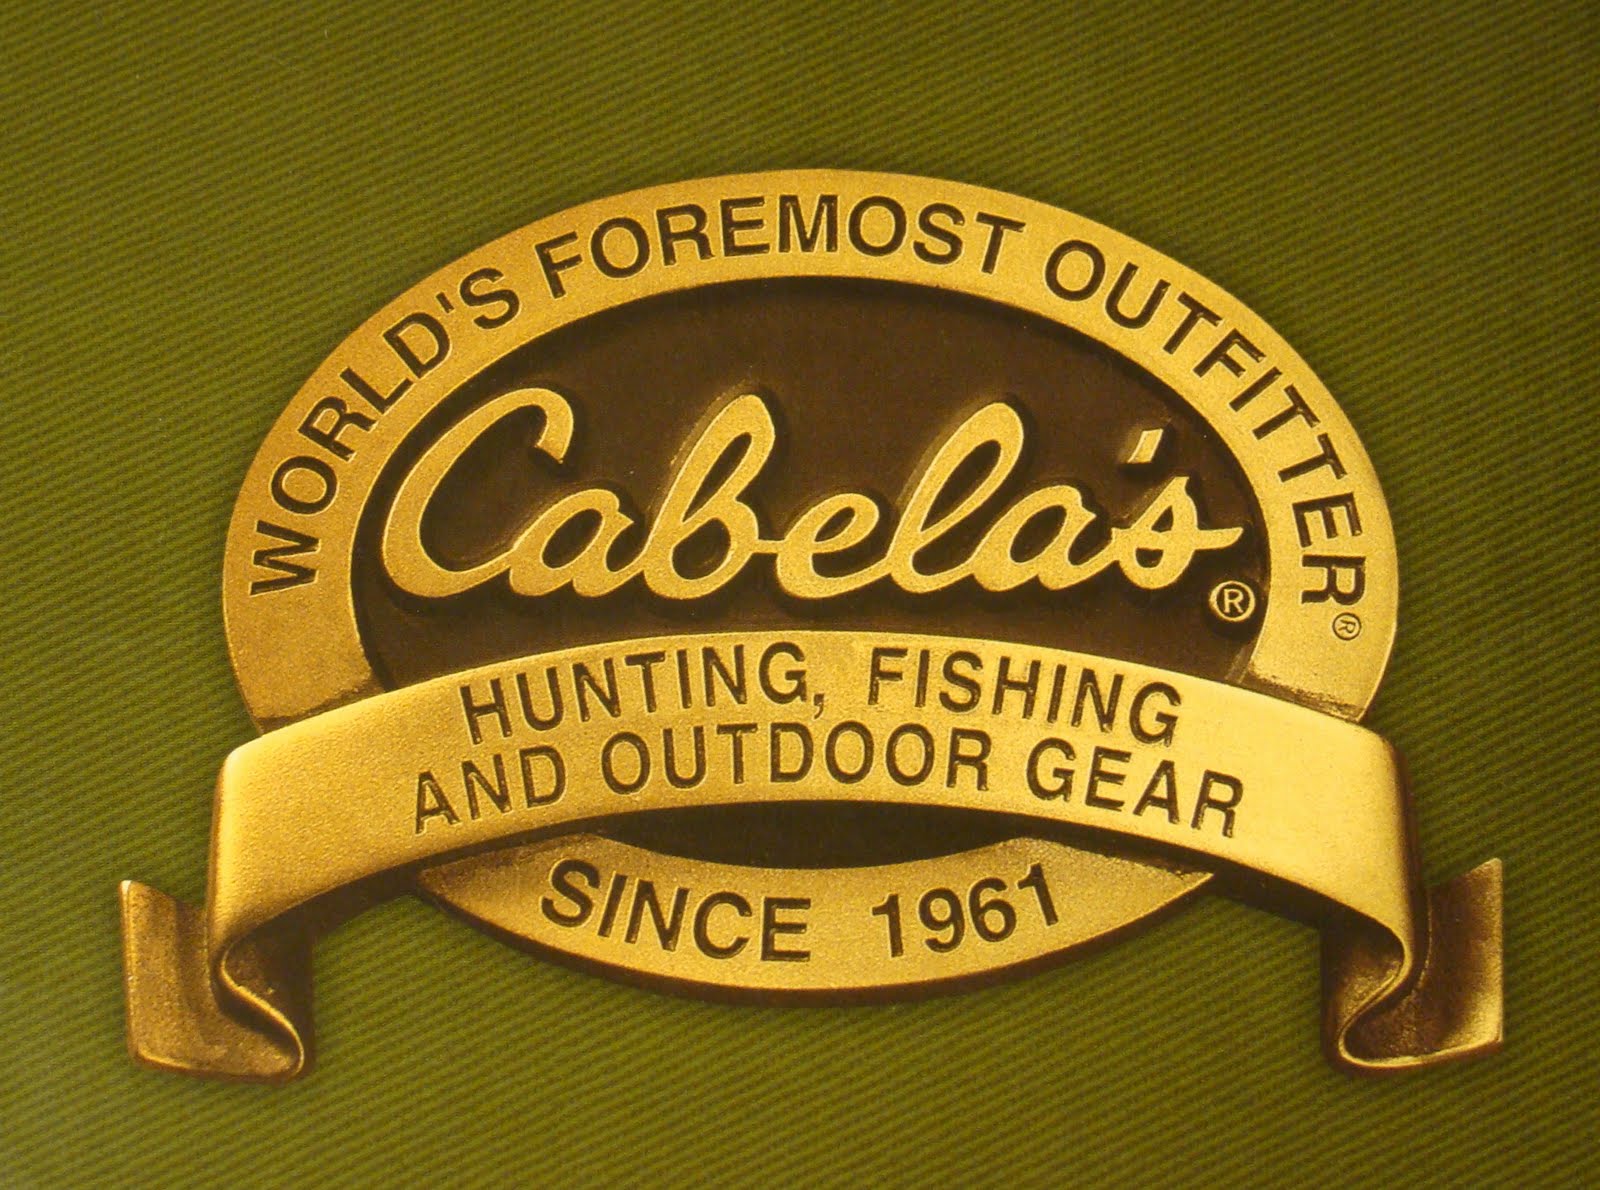 WORLD'S FOREMOST OUTFITTER®
Cabela's®
HUNTING, FISHING
AND OUTDOOR GEAR
SINCE 1961